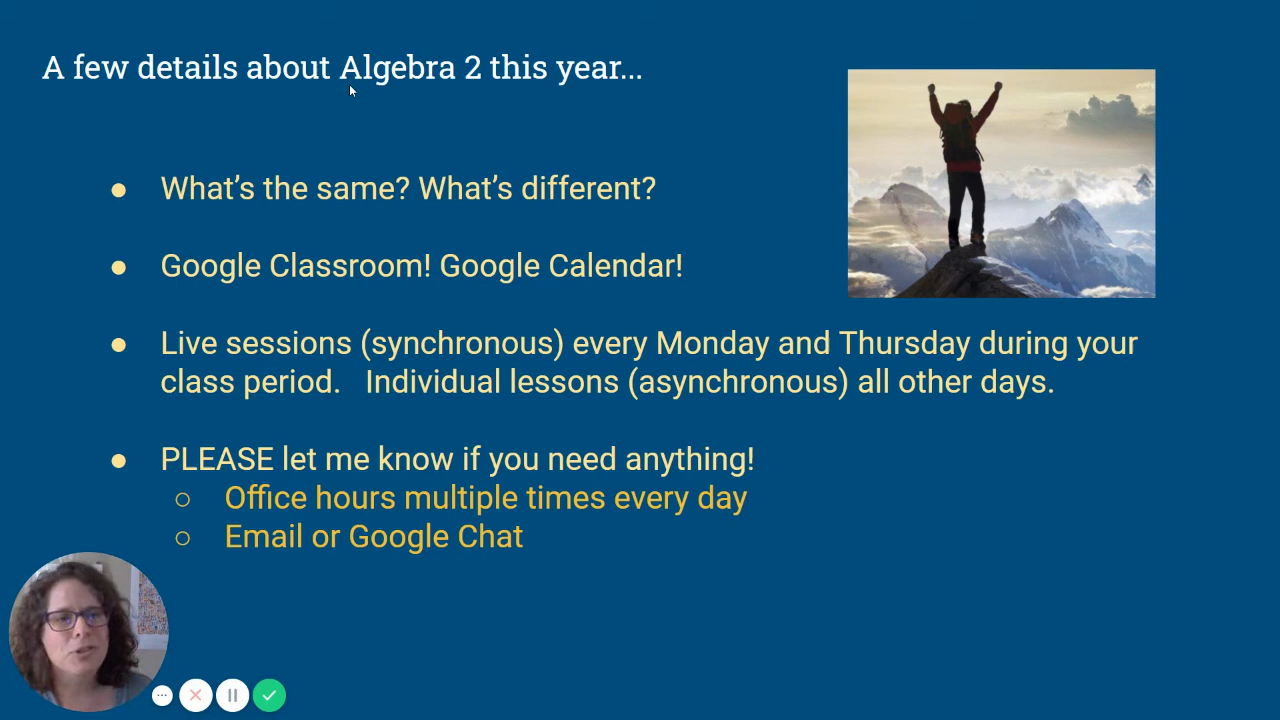 A few details about Algebra 2 this year...
● What’s the same? What’s different?
● Google Classroom! Google Calendar!
● Live sessions (synchronous) every Monday and Thursday during your
class period.   Individual lessons (asynchronous) all other days.
● PLEASE let me know if you need anything!
○ Office hours multiple times every day
○ Email or Google Chat